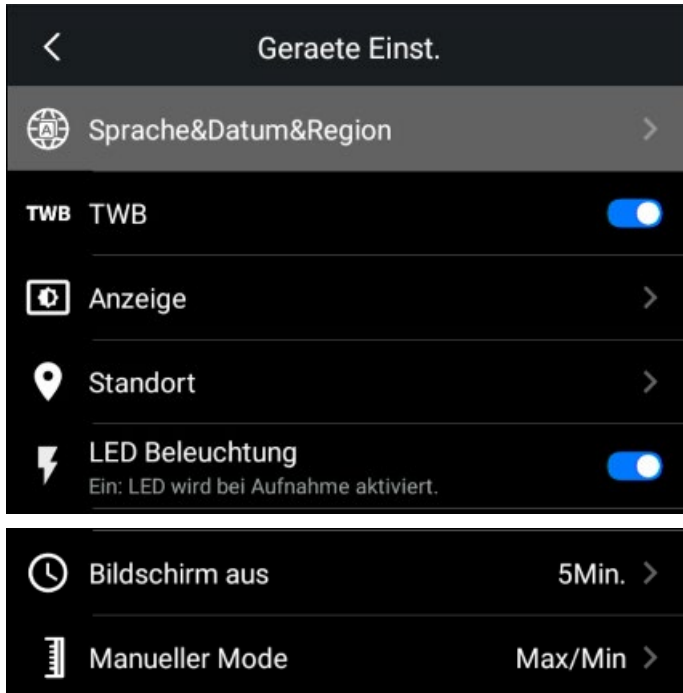 Geraete Einst.
A
Sprache&Datum&Region
TWB TWB
Anzeige
Standort
LED Beleuchtung
Ein: LED wird bei Aufnahme aktiviert.
Bildschirm aus 5Min.
Manueller Mode Max/Min